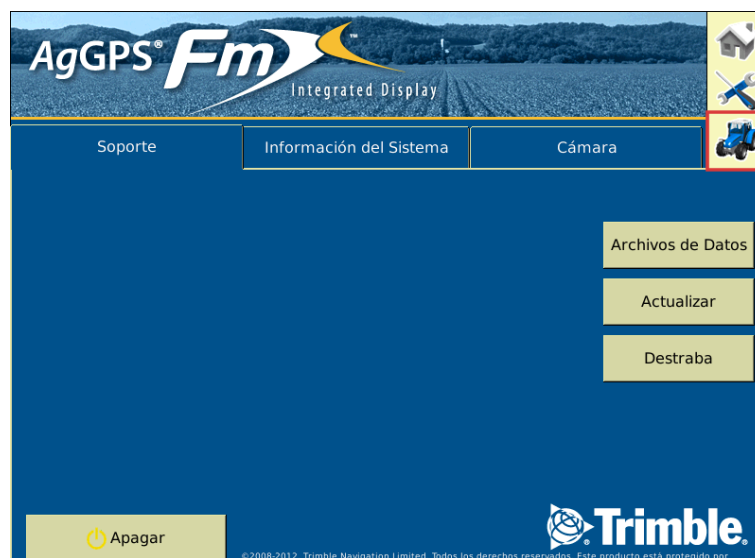 AgGPS® FmX™
Integrated Display
Soporte
Información del Sistema
Cámara
Archivos de Datos
Actualizar
Destraba
Trimble.
Apagar
©2008-2012, Trimble Navigation Limited. Todos los derechos reservados. Este producto está protegido por